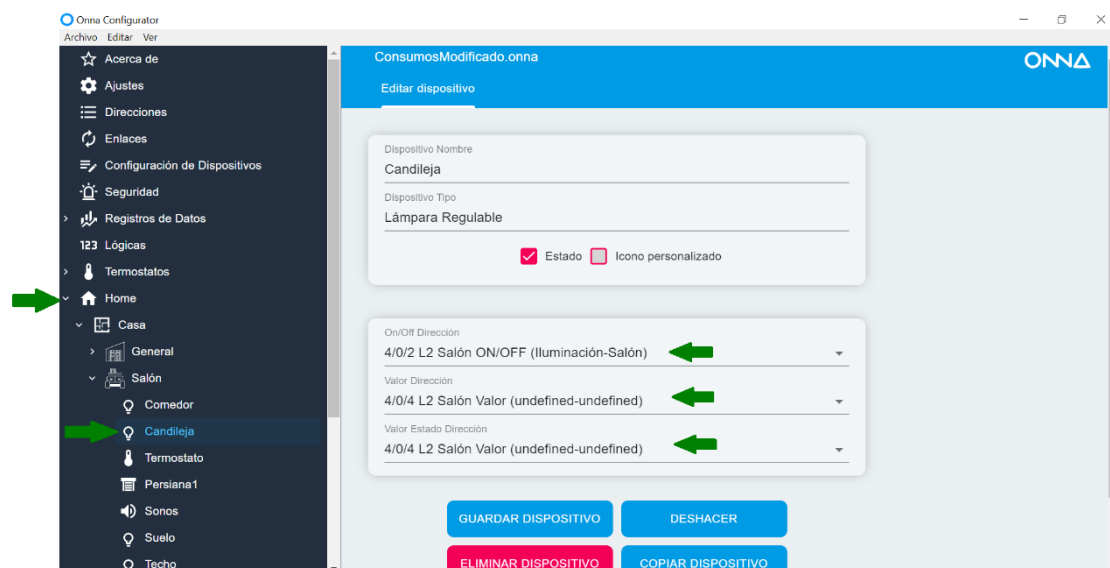 Onna Configurator
Archivo Editar Ver
Acerca de
Ajustes
Direcciones
Enlaces
Configuración de Dispositivos
Seguridad
Registros de Datos
123 Lógicas
Termostatos
Home
Casa
General
Salón
Comedor
Candileja
Termostato
Persiana1
Sonos
Suelo
Techo
ConsumosModificado.onna
ONNA
Editar dispositivo
Dispositivo Nombre
Candileja
Dispositivo Tipo
Lámpara Regulable
Estado Icono personalizado
On/Off Dirección
4/0/2 L2 Salón ON/OFF (Iluminación-Salón)
Valor Dirección
4/0/4 L2 Salón Valor (undefined-undefined)
Valor Estado Dirección
4/0/4 L2 Salón Valor (undefined-undefined)
GUARDAR DISPOSITIVO DESHACER
ELIMINAR DISPOSITIVO COPIAR DISPOSITIVO